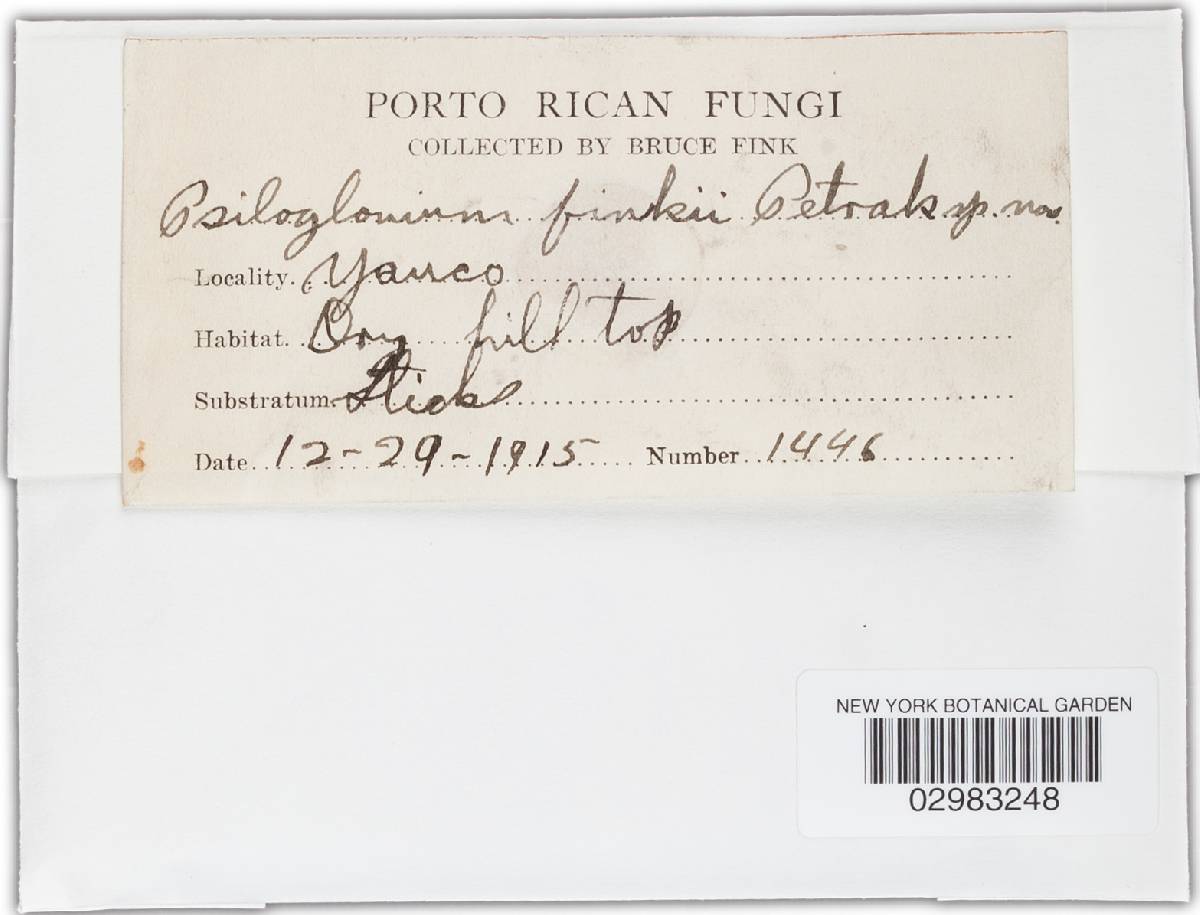 PORTO RICAN FUNGI
COLLECTED BY BRUCE FINK
Psiloglonium finkii Petrak sp. nov.
Locality. Yauco
Habitat. Dry hill top
Substratum. Sticks
Date. 12-29-1915 Number. 1446
NEW YORK BOTANICAL GARDEN
02983248